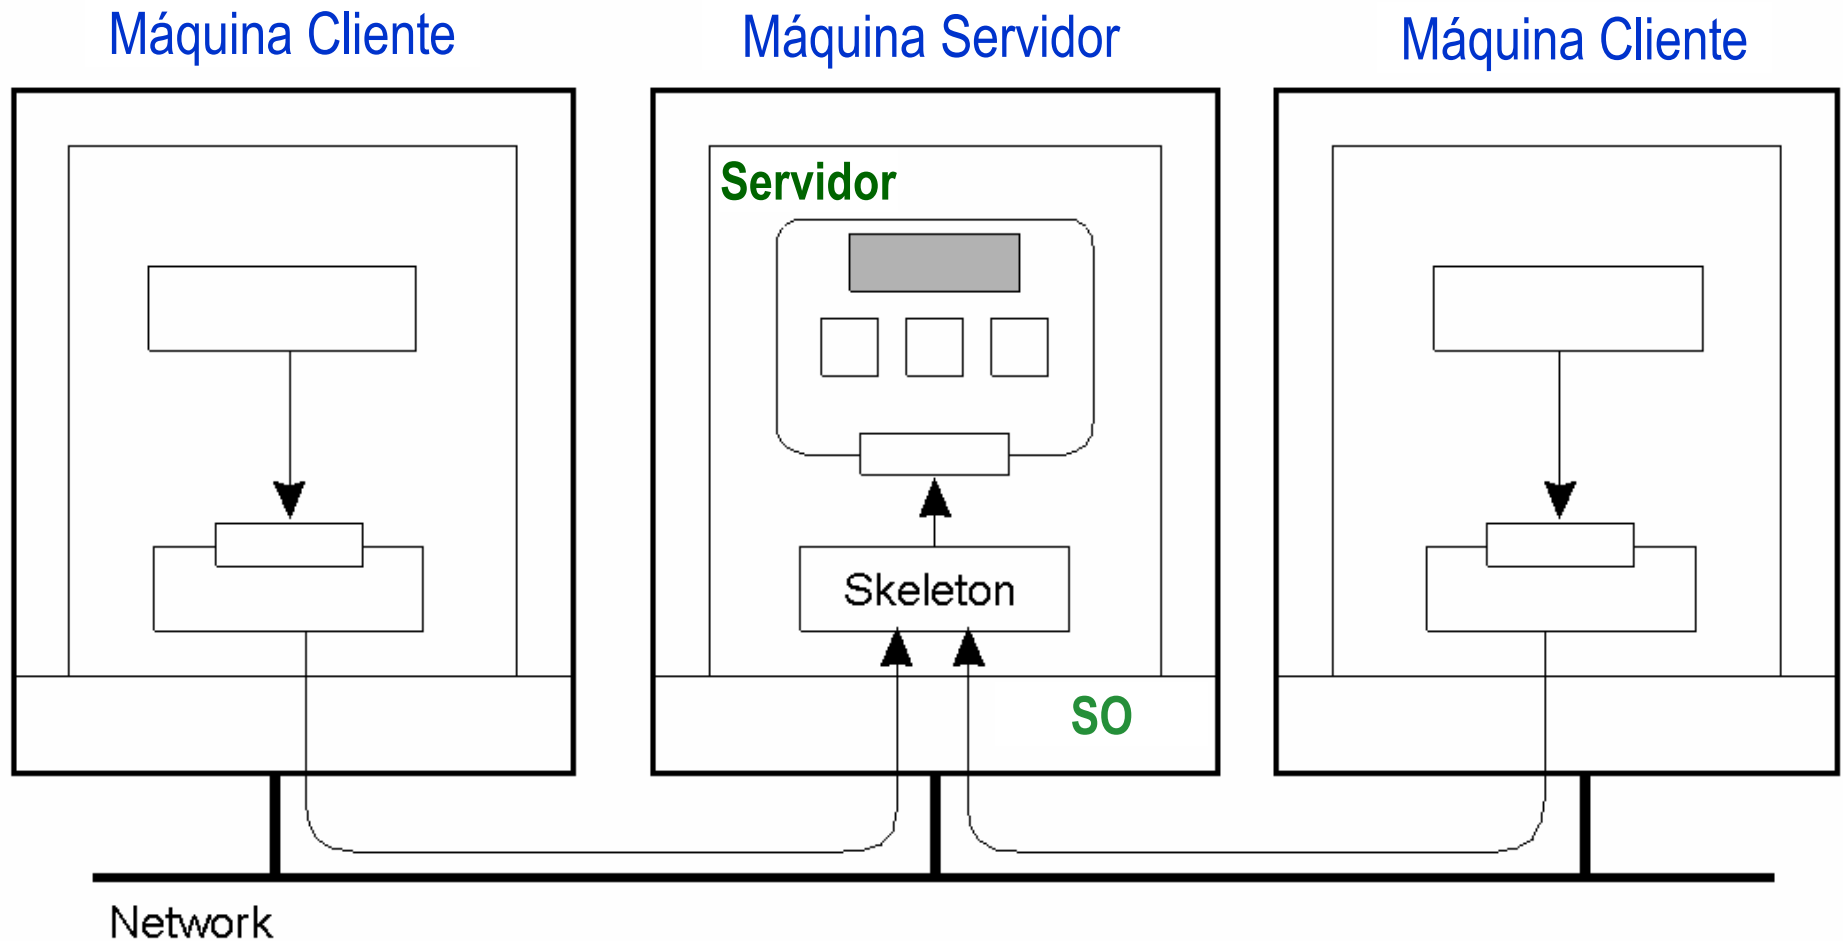 Máquina Cliente
Máquina Servidor
Máquina Cliente
Servidor
Skeleton
SO
Network